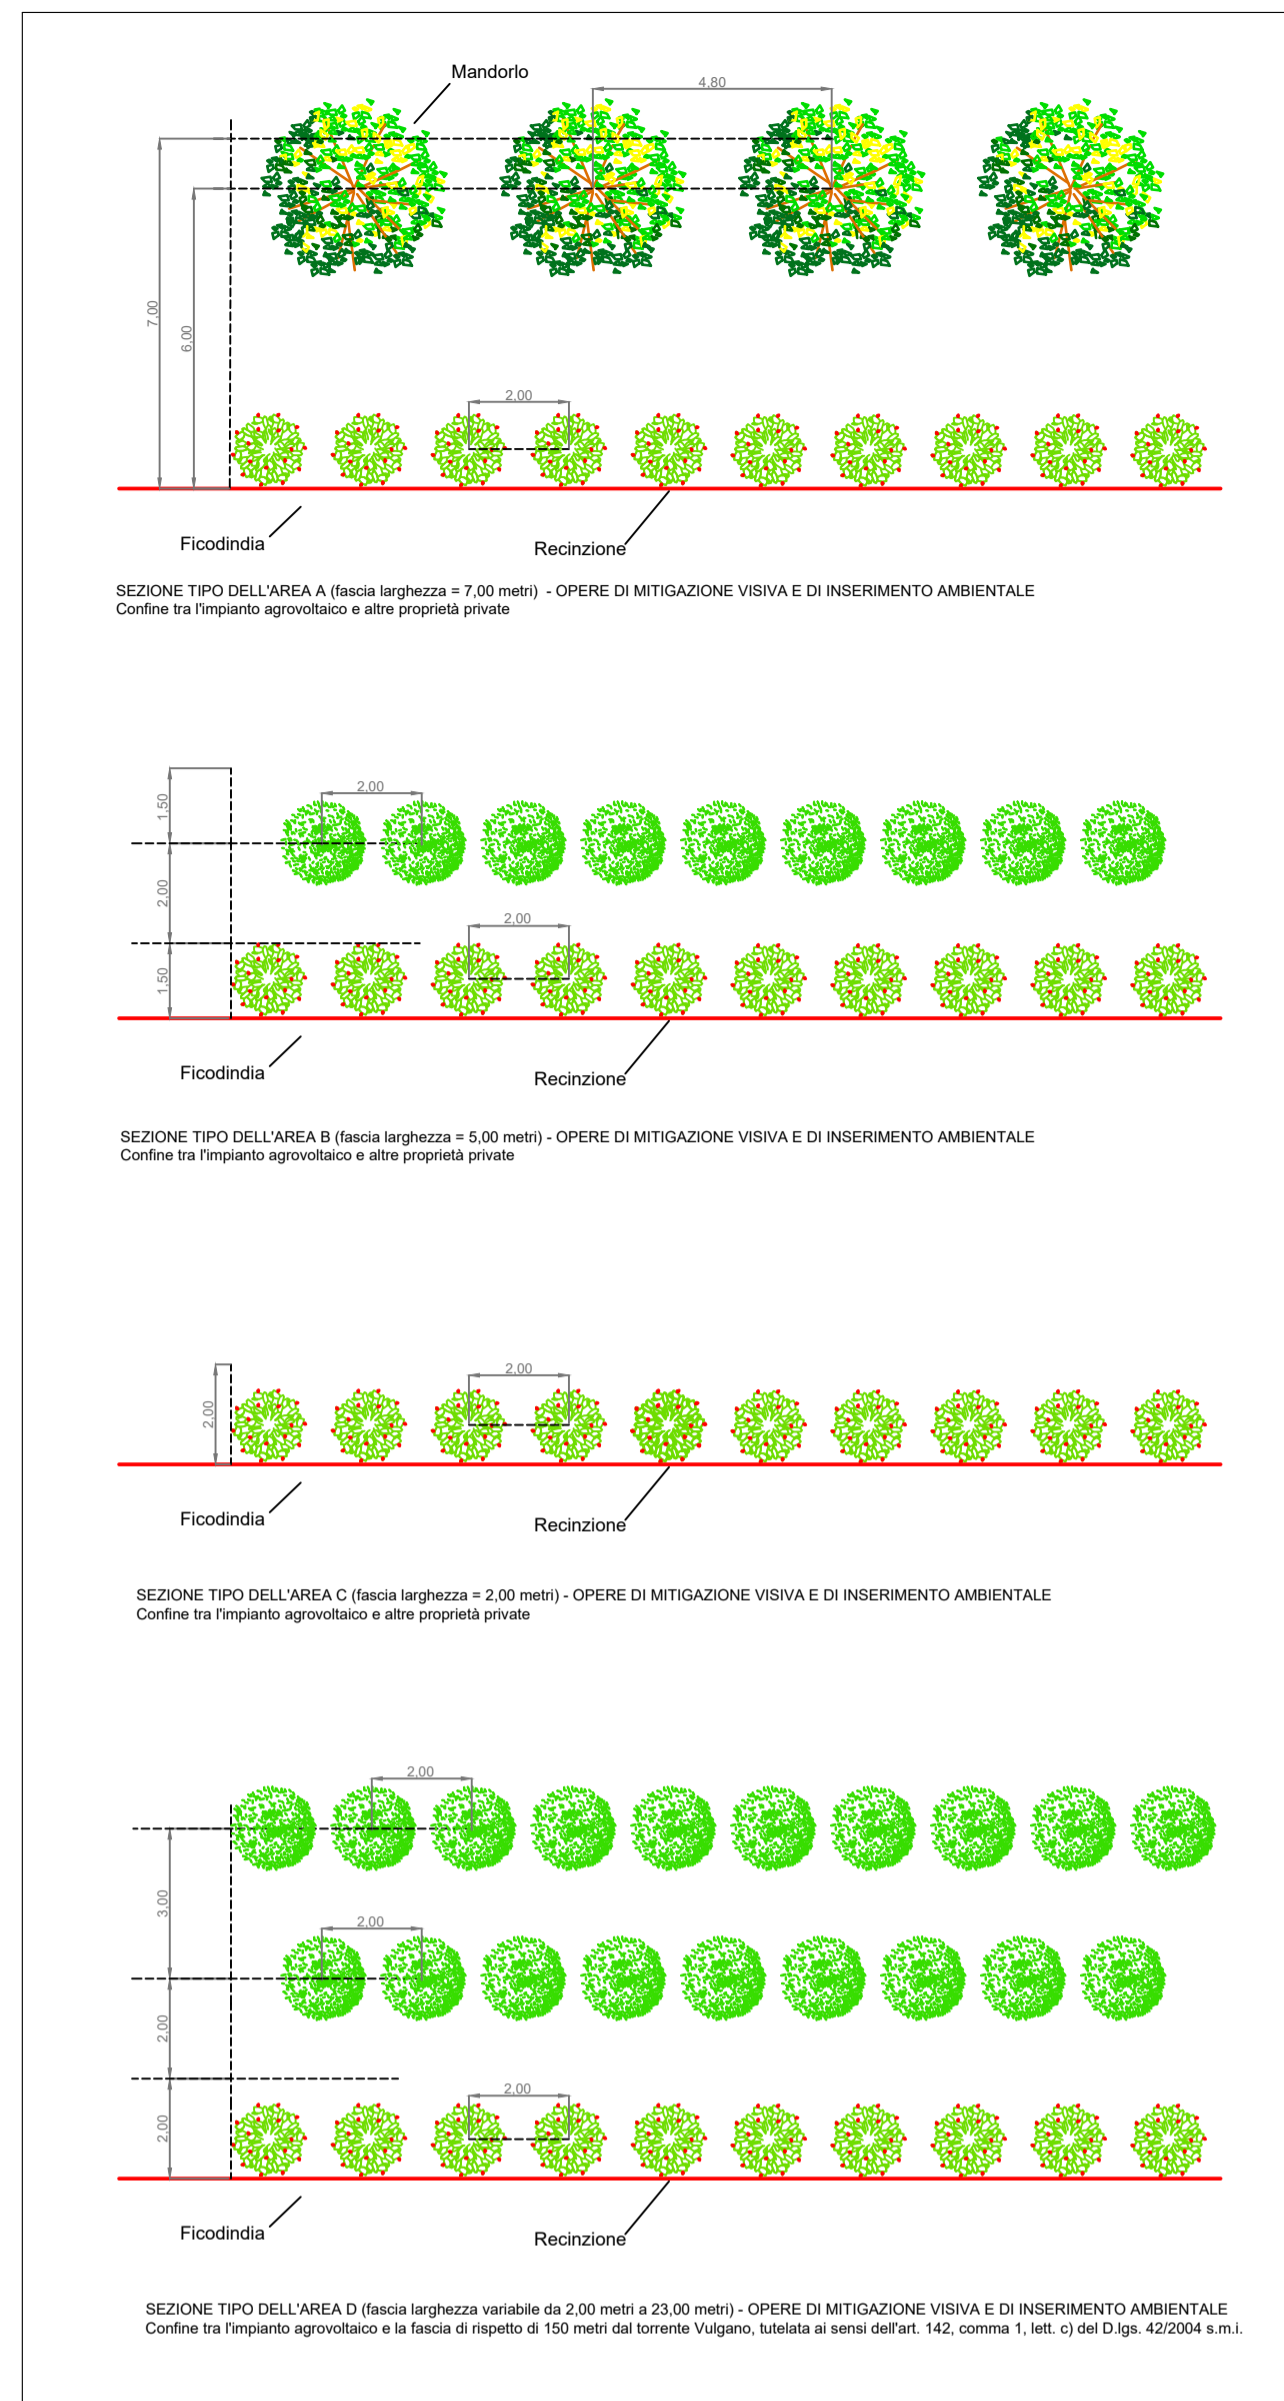 Mandorlo
4.80
7,00
6,00
2,00
Ficodindia
Recinzione
SEZIONE TIPO DELL'AREA A (fascia larghezza = 7,00 metri)  - OPERE DI MITIGAZIONE VISIVA E DI INSERIMENTO AMBIENTALE
Confine tra l'impianto agrovoltaico e altre proprietà private
1,50
2,00
2,00
2,00
1,50
Ficodindia
Recinzione
SEZIONE TIPO DELL'AREA B (fascia larghezza = 5,00 metri) - OPERE DI MITIGAZIONE VISIVA E DI INSERIMENTO AMBIENTALE
Confine tra l'impianto agrovoltaico e altre proprietà private
2,00
2,00
Ficodindia
Recinzione
SEZIONE TIPO DELL'AREA C (fascia larghezza = 2,00 metri) - OPERE DI MITIGAZIONE VISIVA E DI INSERIMENTO AMBIENTALE
Confine tra l'impianto agrovoltaico e altre proprietà private
2,00
3,00
2,00
2,00
2,00
2,00
Ficodindia
Recinzione
SEZIONE TIPO DELL'AREA D (fascia larghezza variabile da 2,00 metri a 23,00 metri) - OPERE DI MITIGAZIONE VISIVA E DI INSERIMENTO AMBIENTALE
Confine tra l'impianto agrovoltaico e la fascia di rispetto di 150 metri dal torrente Vulgano, tutelata ai sensi dell'art. 142, comma 1, lett. c) del D.lgs. 42/2004 s.m.i.